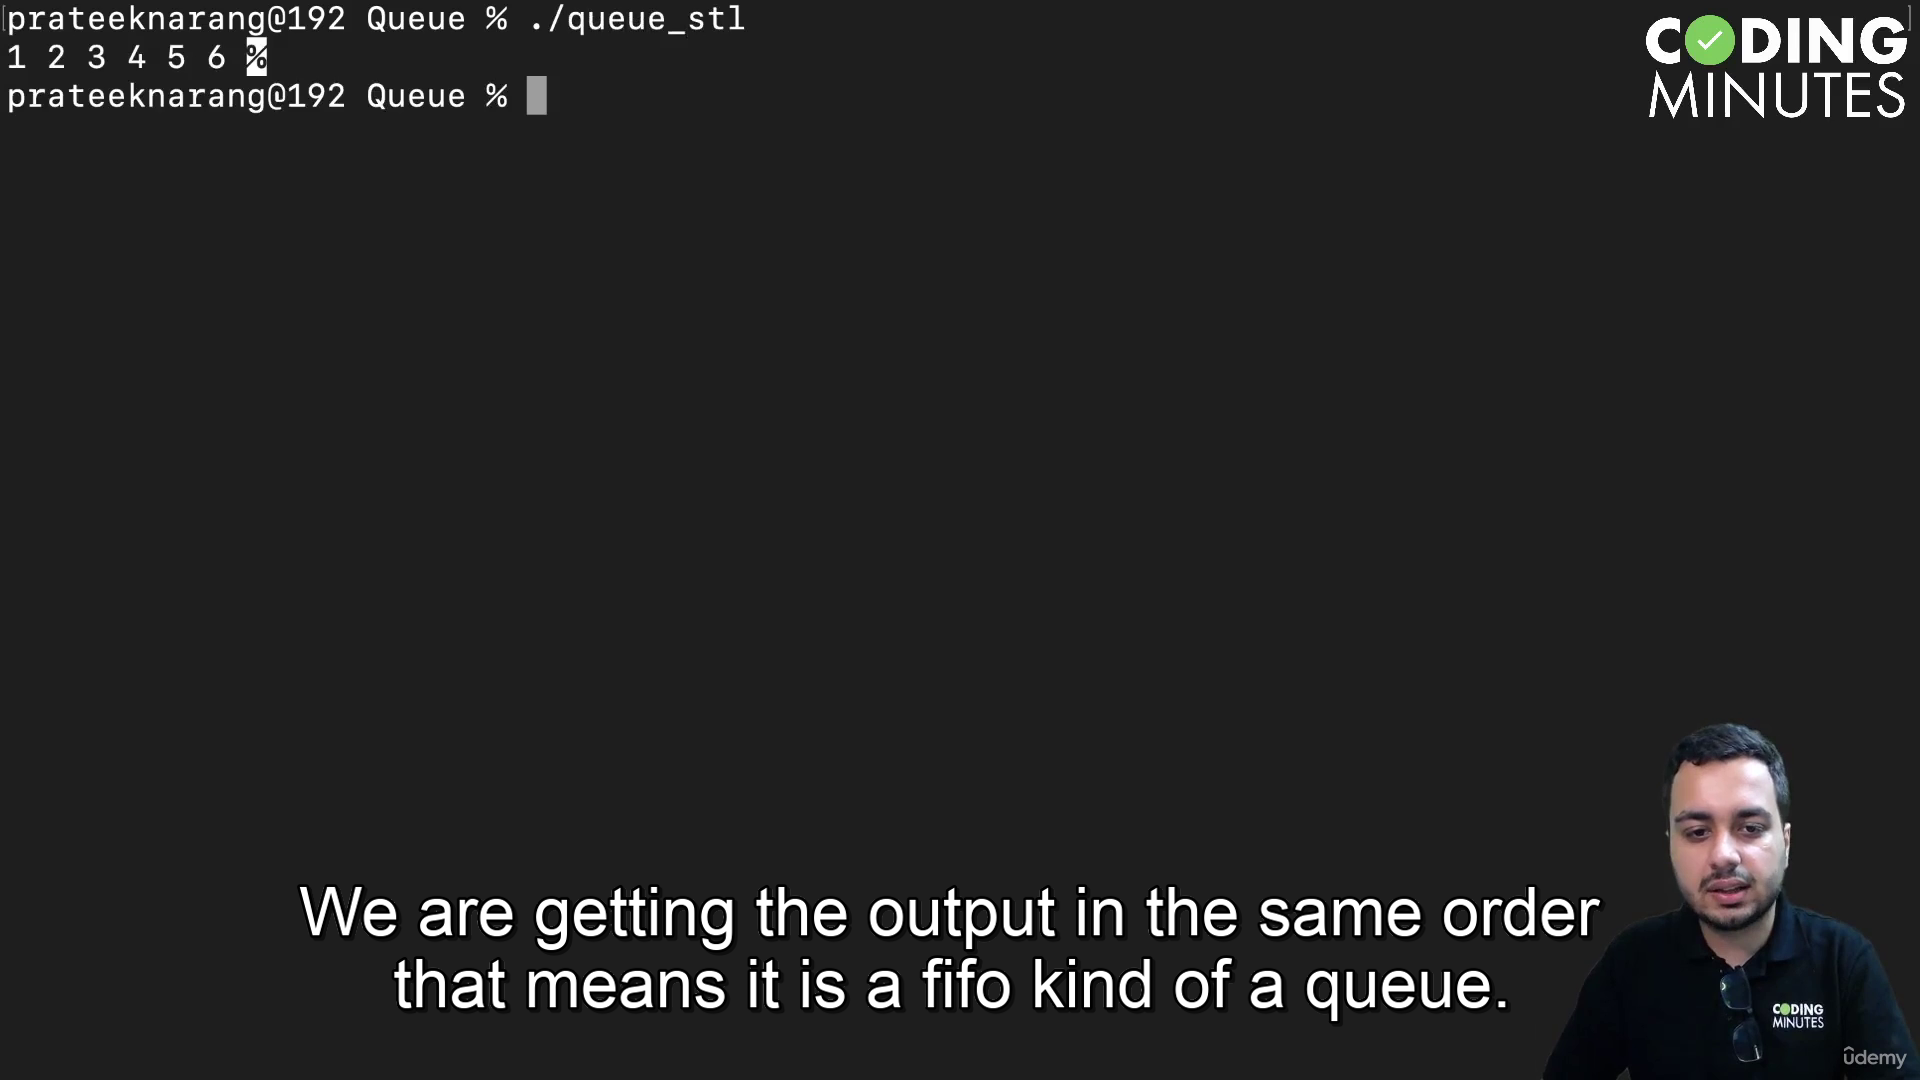 prateeknarang@192 Queue % ./queue_stl
1 2 3 4 5 6 %
prateeknarang@192 Queue %
CODING
MINUTES
We are getting the output in the same order
that means it is a fifo kind of a queue.
CODING
MINUTES
ûdemy